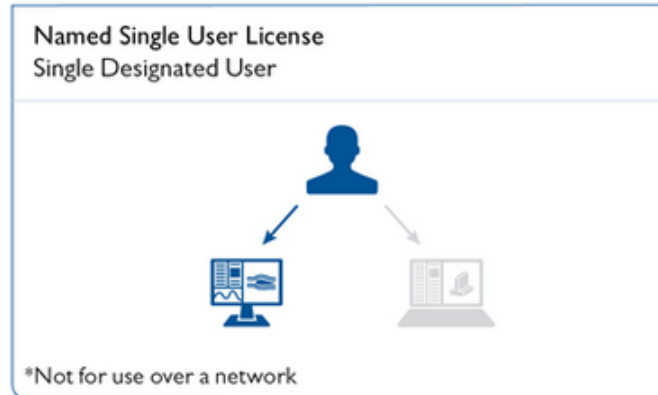 Named Single User License
Single Designated User
*Not for use over a network